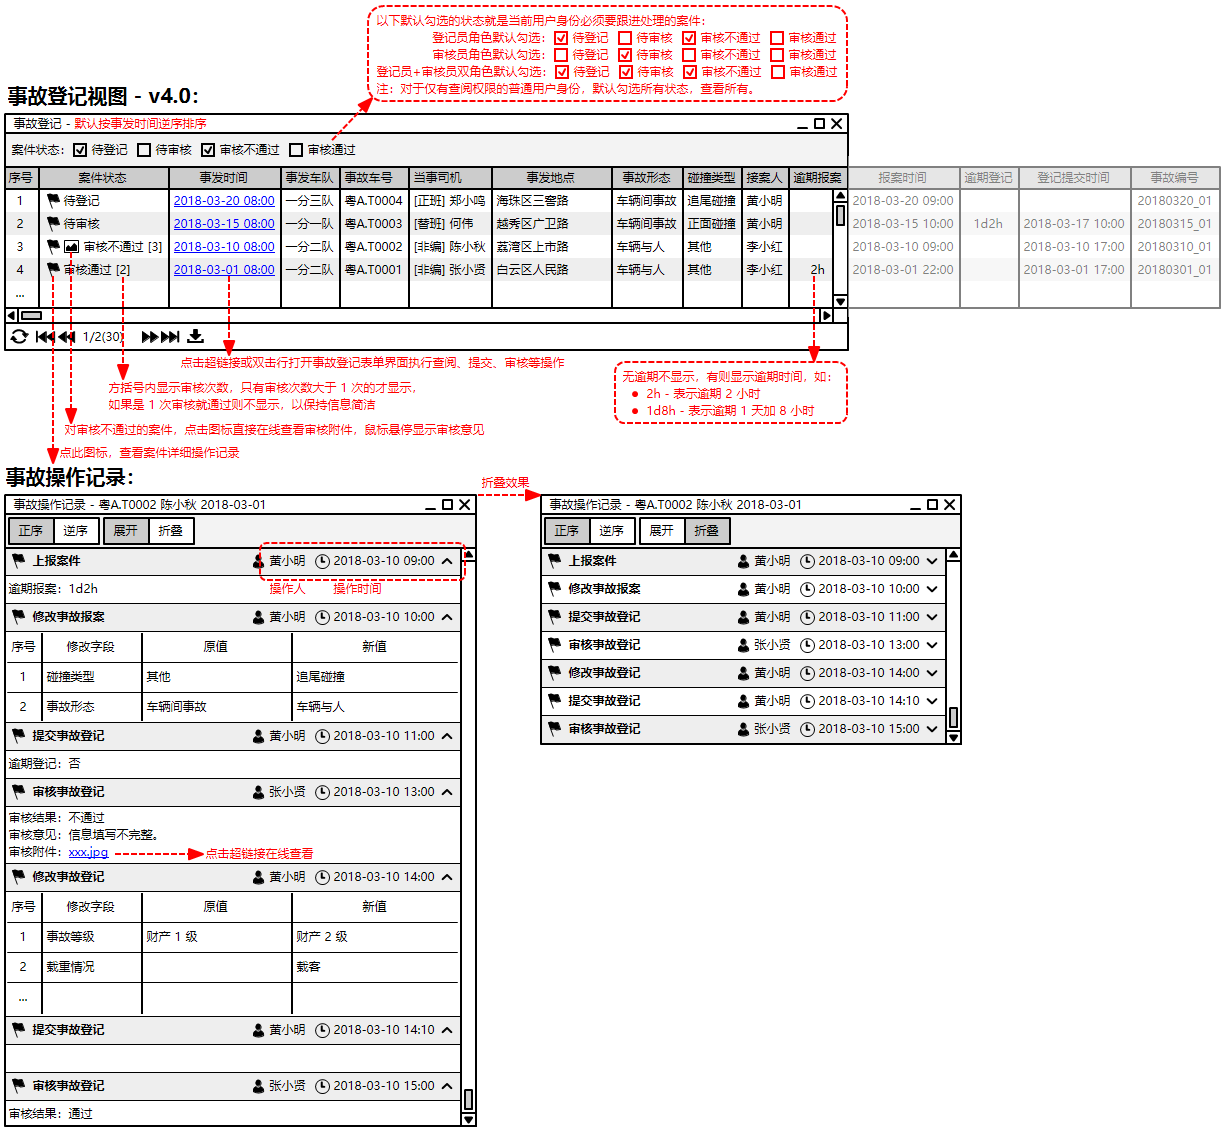 以下默认勾选的状态就是当前用户身份必须要跟进处理的案件：
登记员角色默认勾选： 待登记 待审核 审核不通过 审核通过
审核员角色默认勾选： 待登记 待审核 审核不通过 审核通过
登记员+审核员双角色默认勾选： 待登记 待审核 审核不通过 审核通过
注：对于仅有查阅权限的普通用户身份，默认勾选所有状态，查看所有。
事故登记视图 - v4.0：
事故登记 - 默认按事发时间逆序排序
案件状态： 待登记 待审核 审核不通过 审核通过
序号 案件状态 事发时间 事发车队 事故车号 当事司机 事发地点 事故形态 碰撞类型 接案人 逾期报案 报案时间 逾期登记 登记提交时间 事故编号
1 待登记 2018-03-20 08:00 一分三队 粤A.T0004 [正班] 郑小鸣 海珠区三窖路 车辆间事故 追尾碰撞 黄小明 2018-03-20 09:00 20180320_01
2 待审核 2018-03-15 08:00 一分三队 粤A.T0003 [替班] 何伟 越秀区广卫路 车辆间事故 正面碰撞 黄小明 2018-03-15 10:00 1d2h 2018-03-17 10:00 20180315_01
3 审核不通过 [3] 2018-03-10 08:00 一分二队 粤A.T0002 [非编] 陈小秋 荔湾区上市路 车辆与人 其他 李小红 2018-03-10 09:00 2018-03-10 17:00 20180310_01
4 审核通过 [2] 2018-03-01 08:00 一分二队 粤A.T0001 [非编] 张小贤 白云区人民路 车辆与人 其他 李小红 2h 2018-03-01 22:00 2018-03-01 17:00 20180301_01
...
1/2(30)
点击超链接或双击行打开事故登记表单界面执行查阅、提交、审核等操作
方括号内显示审核次数，只有审核次数大于 1 次的才显示，
如果是 1 次审核就通过则不显示，以保持信息简洁
对审核不通过的案件，点击图标直接在线查看审核附件，鼠标悬停显示审核意见
点此图标，查看案件详细操作记录
无逾期不显示，有则显示逾期时间，如：
● 2h - 表示逾期 2 小时
● 1d8h - 表示逾期 1 天加 8 小时
事故操作记录：
事故操作记录 - 粤A.T0002 陈小秋 2018-03-01
正序 逆序 展开 折叠
上报案件 黄小明 2018-03-10 09:00
逾期报案：1d2h
操作人 操作时间
修改事故报案 黄小明 2018-03-10 10:00
序号 修改字段 原值 新值
1 碰撞类型 其他 追尾碰撞
2 事故形态 车辆间事故 车辆与人
提交事故登记 黄小明 2018-03-10 11:00
逾期登记：否
审核事故登记 张小贤 2018-03-10 13:00
审核结果：不通过
审核意见：信息填写不完整。
审核附件：xxx.jpg 点击超链接在线查看
修改事故登记 黄小明 2018-03-10 14:00
序号 修改字段 原值 新值
1 事故等级 财产 1 级 财产 2 级
2 载重情况 载客
...
提交事故登记 黄小明 2018-03-10 14:10
审核事故登记 张小贤 2018-03-10 15:00
审核结果：通过
折叠效果
事故操作记录 - 粤A.T0002 陈小秋 2018-03-01
正序 逆序 展开 折叠
上报案件 黄小明 2018-03-10 09:00
修改事故报案 黄小明 2018-03-10 10:00
提交事故登记 黄小明 2018-03-10 11:00
审核事故登记 张小贤 2018-03-10 13:00
修改事故登记 黄小明 2018-03-10 14:00
提交事故登记 黄小明 2018-03-10 14:10
审核事故登记 张小贤 2018-03-10 15:00